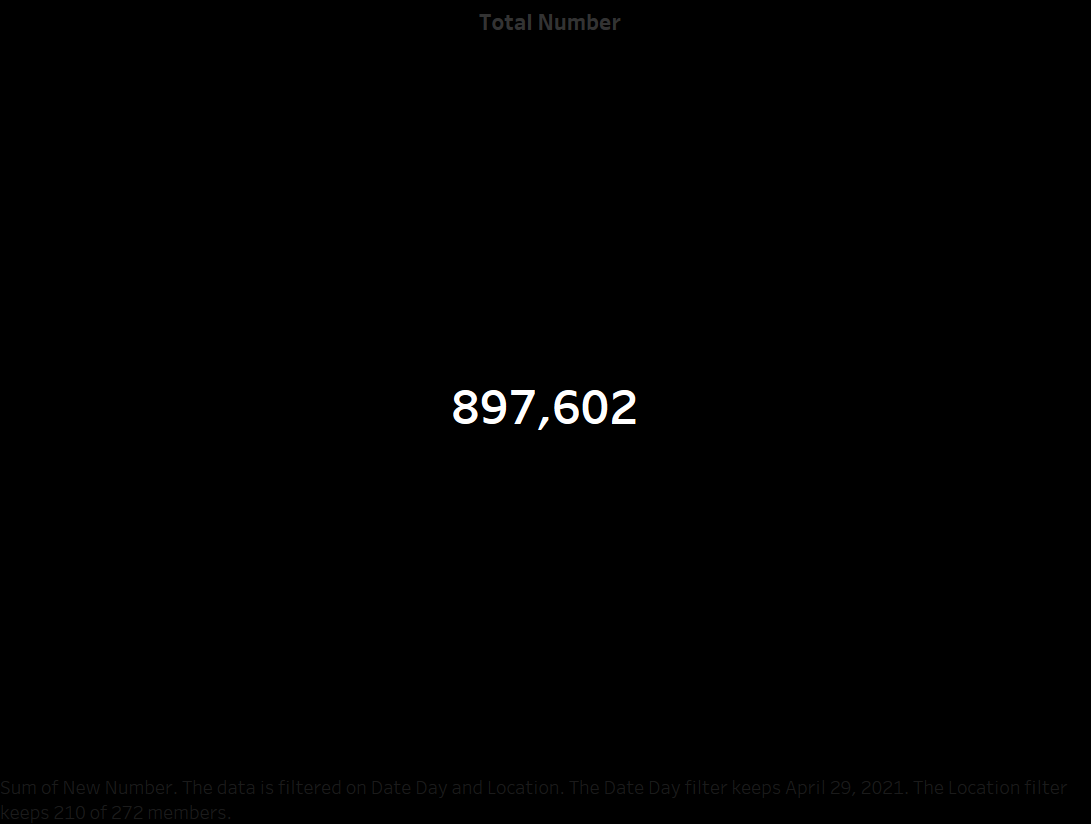 Total Number
897,602
Sum of New Number. The data is filtered on Date Day and Location. The Date Day filter keeps April 29, 2021. The Location filter
keeps 210 of 272 members.